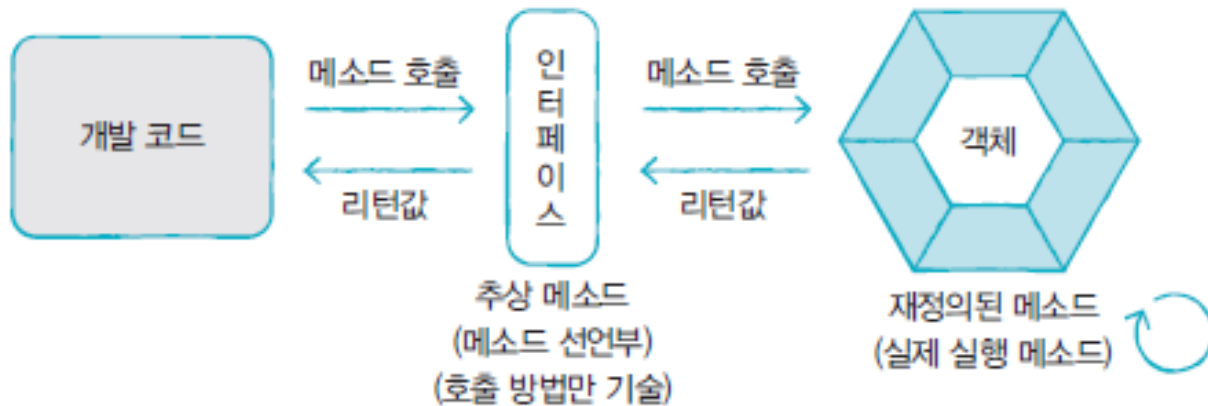 개발 코드
메소드 호출
리턴값
인터페이스
메소드 호출
리턴값
객체
추상 메소드
(메소드 선언부)
(호출 방법만 기술)
재정의된 메소드
(실제 실행 메소드)